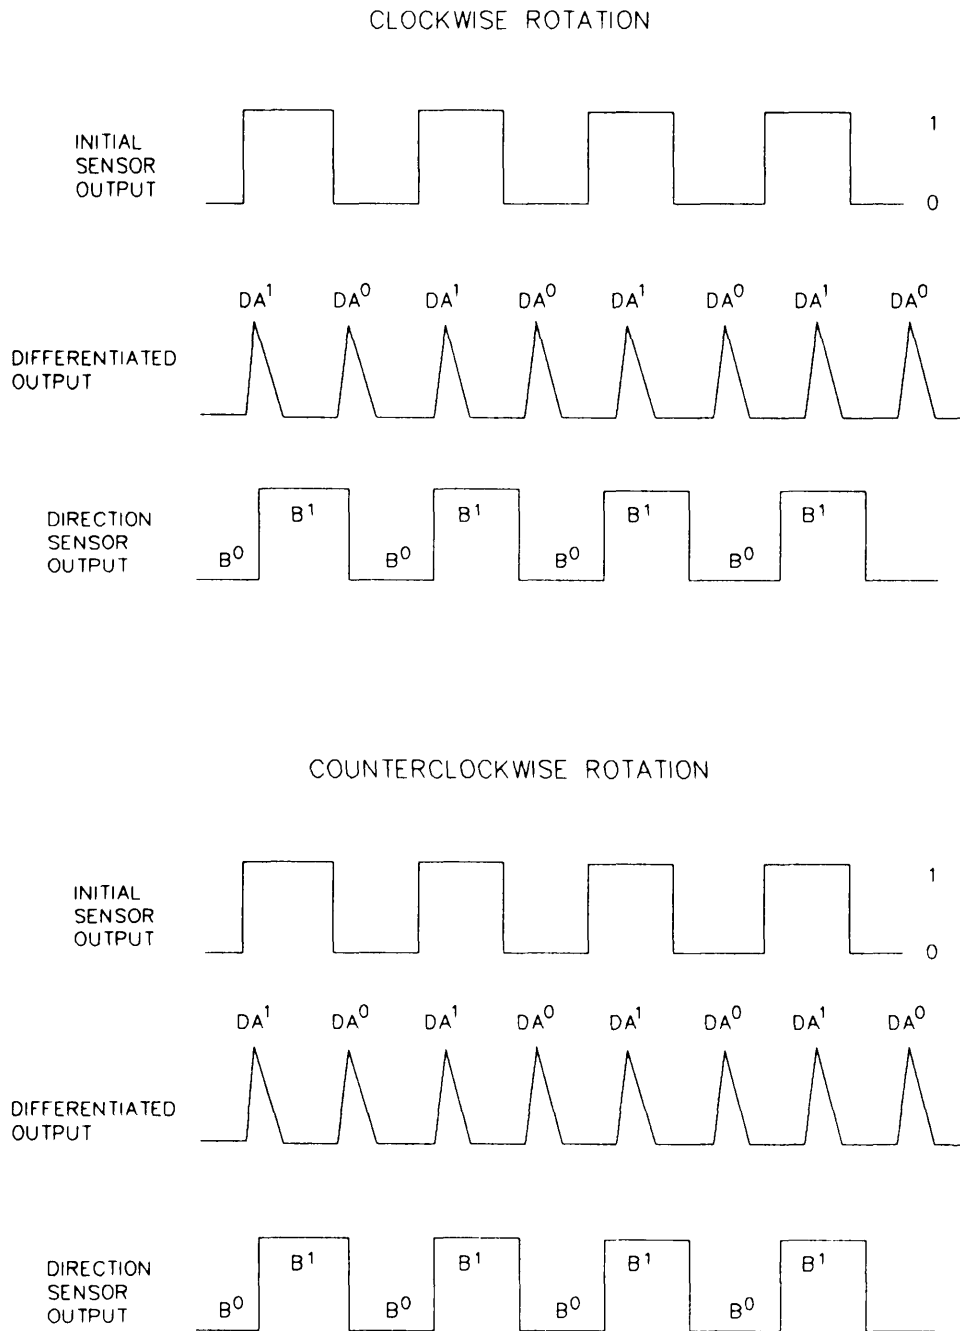 CLOCKWISE ROTATION
INITIAL
SENSOR
OUTPUT
1
0
DA¹ DA⁰ DA¹ DA⁰ DA¹ DA⁰ DA¹ DA⁰
DIFFERENTIATED
OUTPUT
DIRECTION
SENSOR
OUTPUT
B¹ B¹ B¹ B¹
B⁰ B⁰ B⁰ B⁰
COUNTERCLOCKWISE ROTATION
INITIAL
SENSOR
OUTPUT
1
0
DA¹ DA⁰ DA¹ DA⁰ DA¹ DA⁰ DA¹ DA⁰
DIFFERENTIATED
OUTPUT
DIRECTION
SENSOR
OUTPUT
B¹ B¹ B¹ B¹
B⁰ B⁰ B⁰ B⁰